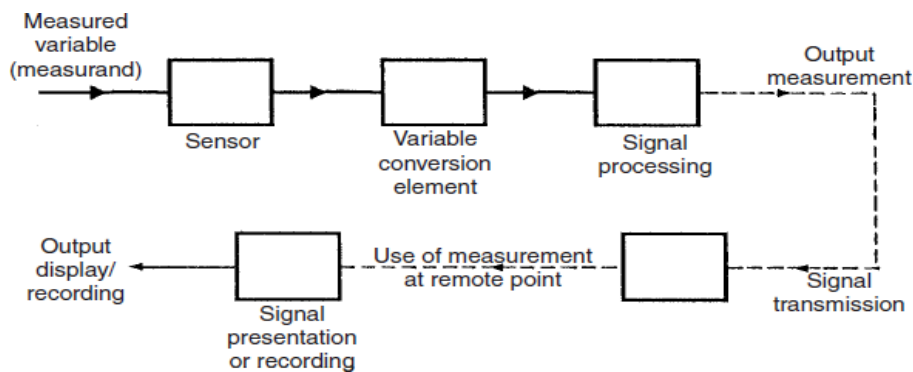 Measured
variable
(measurand)
Sensor
Variable
conversion
element
Signal
processing
Output
measurement
Output
display/
recording
Signal
presentation
or recording
Use of measurement
at remote point
Signal
transmission